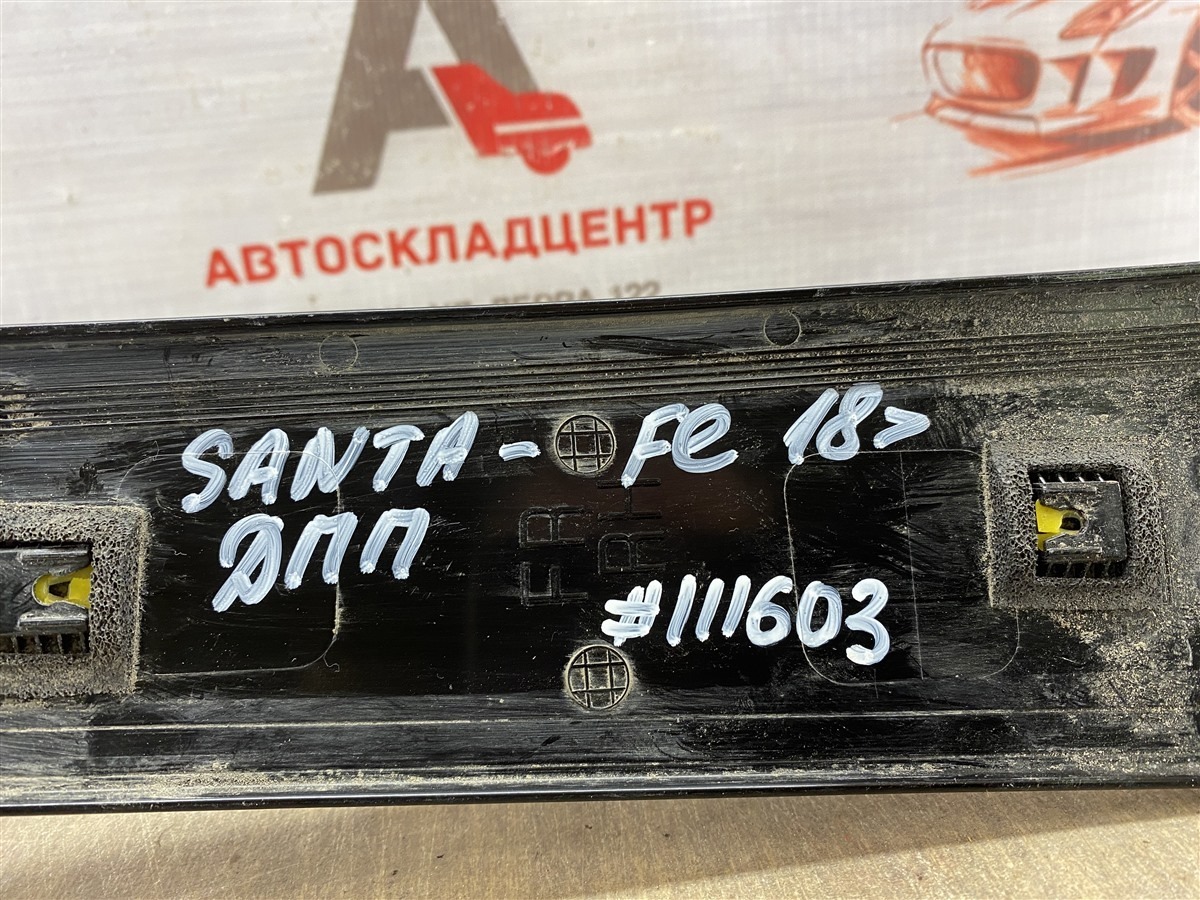 АВТОСКЛАДЦЕНТР
SANTA - Fe 18>
ДПП
FR
RH
#111603